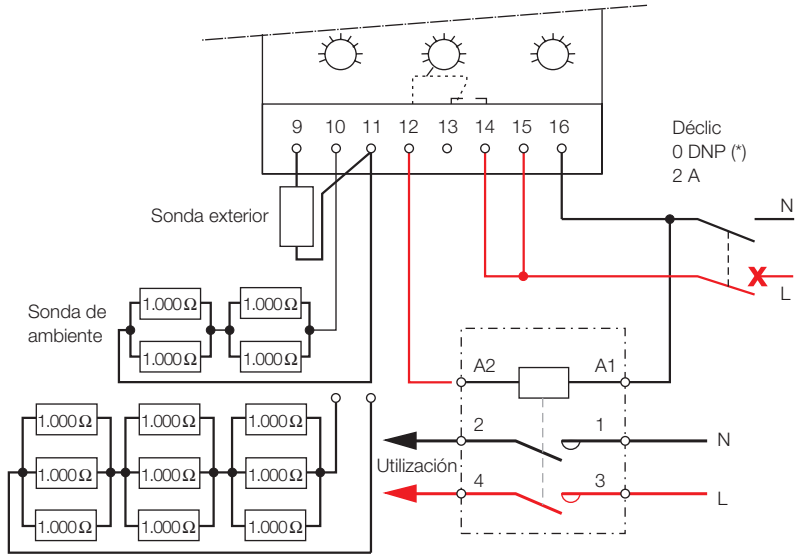 9 10 11 12 13 14 15 16
Déclic
0 DNP (*)
2 A
N
L
Sonda exterior
Sonda de
ambiente
1.000 Ω 1.000 Ω
1.000 Ω 1.000 Ω
A2 A1
2 1 N
Utilización
4 3 L
1.000 Ω 1.000 Ω 1.000 Ω
1.000 Ω 1.000 Ω 1.000 Ω
1.000 Ω 1.000 Ω 1.000 Ω